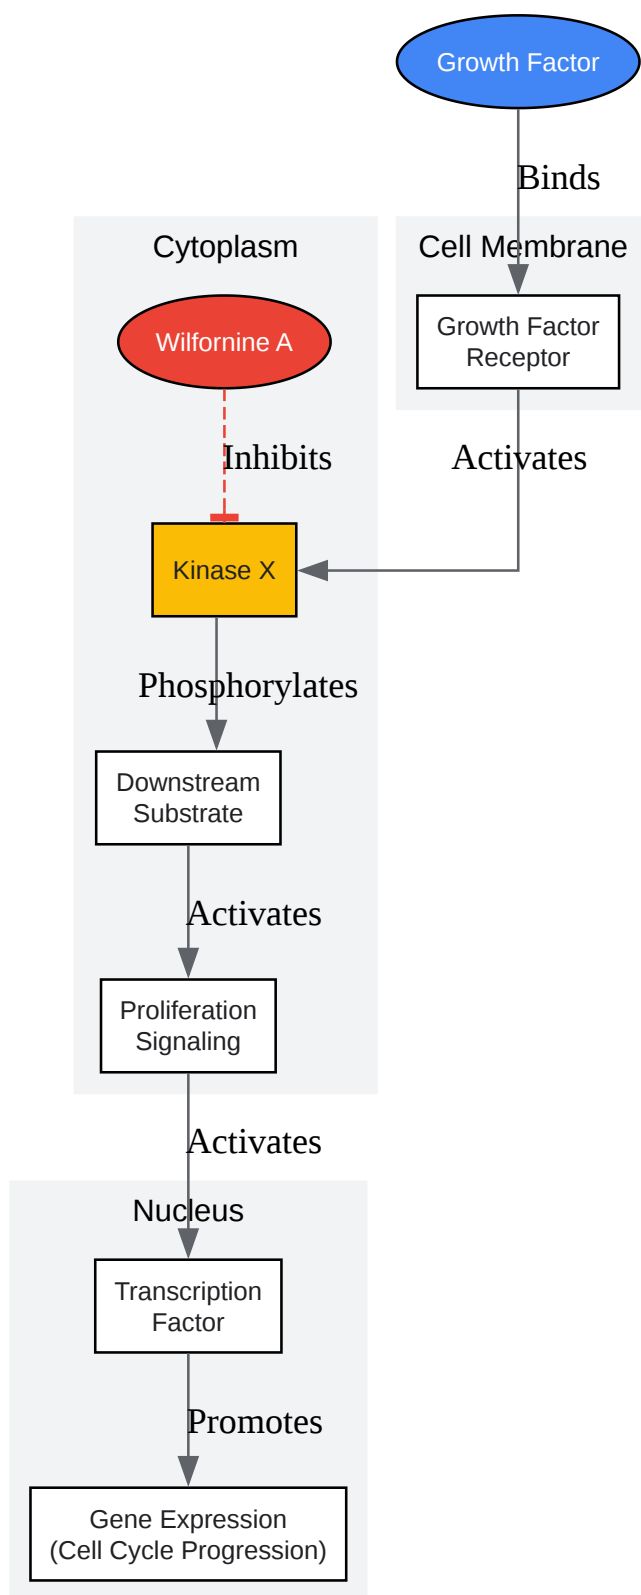 Growth Factor
Binds
Cytoplasm
Cell Membrane
Wilfornine A
Growth Factor
Receptor
Inhibits
Activates
Kinase X
Phosphorylates
Downstream
Substrate
Activates
Proliferation
Signaling
Activates
Nucleus
Transcription
Factor
Promotes
Gene Expression
(Cell Cycle Progression)